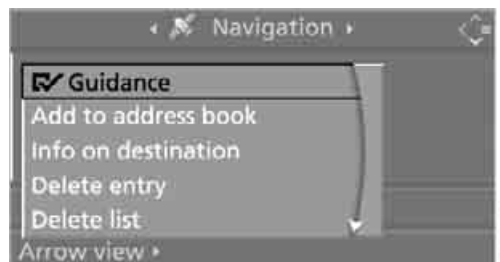 Navigation
Guidance
Add to address book
Info on destination
Delete entry
Delete list
Arrow view